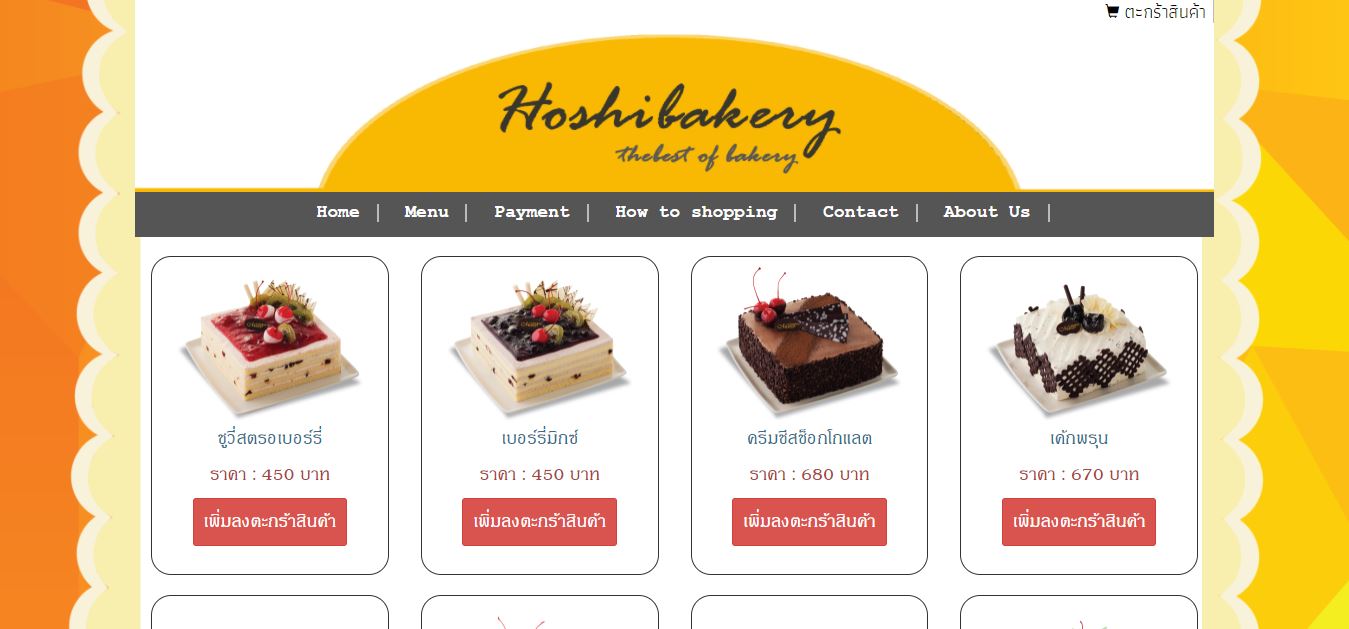 ตะกร้าสินค้า
Hoshibakery
thebest of bakery
Home | Menu | Payment | How to shopping | Contact | About Us |
ชูวี่สตรอเบอร์รี่
เบอร์รี่มิกซ์
ครีมชีสช็อกโกแลต
เค้กพรุน
ราคา : 450 บาท
ราคา : 450 บาท
ราคา : 680 บาท
ราคา : 670 บาท
เพิ่มลงตะกร้าสินค้า
เพิ่มลงตะกร้าสินค้า
เพิ่มลงตะกร้าสินค้า
เพิ่มลงตะกร้าสินค้า